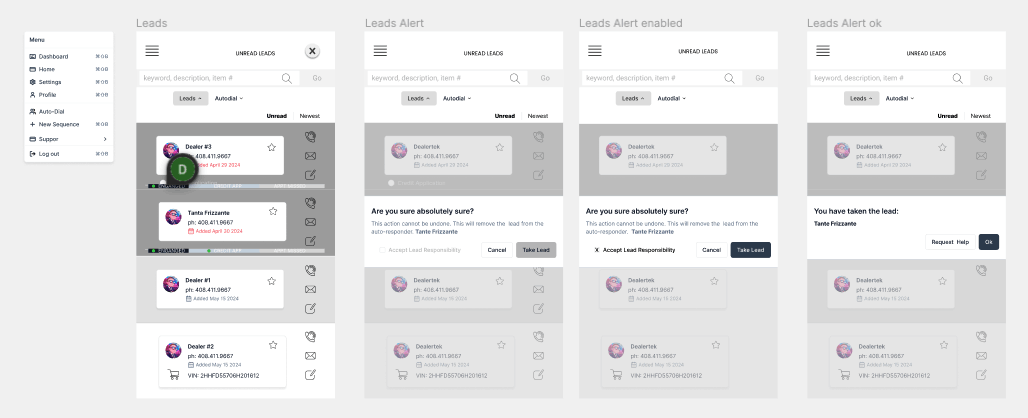 Menu
Dashboard ⌘⇧B
Home ⌘⇧B
Settings ⌘⇧B
Profile ⌘⇧B
Auto-Dial
New Sequence ⌘⇧B
Suppor
Log out ⌘⇧B
Leads
UNREAD LEADS
X
keyword, description, item #
Go
Leads
Autodial
Unread
Newest
Dealer #3
408.411.9667
Added April 29 2024
D
ENGAGED
Tanta Frizzante
ph: 408.411.9667
Added April 30 2024
ENGAGED
Dealer #1
ph: 408.411.9667
Added May 15 2024
Dealer #2
ph: 408.411.9667
Added May 15 2024
VIN: 2HHFD55706H201612
Leads Alert
UNREAD LEADS
keyword, description, item #
Go
Leads
Autodial
Unread
Newest
Dealertek
ph: 408.411.9667
Added April 29 2024
Are you sure absolutely sure?
This action cannot be undone. This will remove the lead from the
auto-responder. Tante Frizzante
Accept Lead Responsibility
Cancel
Take Lead
Dealertek
ph: 408.411.9667
Added May 15 2024
Dealertek
ph: 408.411.9667
Added May 15 2024
VIN: 2HHFD55706H201612
Leads Alert enabled
UNREAD LEADS
keyword, description, item #
Go
Leads
Autodial
Dealertek
ph: 408.411.9667
Added April 29 2024
Are you sure absolutely sure?
This action cannot be undone. This will remove the lead from the
auto-responder. Tante Frizzante
X Accept Lead Responsibility
Cancel
Take Lead
Dealertek
ph: 408.411.9667
Added May 15 2024
Dealertek
ph: 408.411.9667
Added May 15 2024
VIN: 2HHFD55706H201612
Leads Alert ok
UNREAD LEADS
keyword, description, item #
Go
Leads
Autodial
Unread
Newest
Dealertek
ph: 408.411.9667
Added April 29 2024
You have taken the lead:
Tante Frizzante
Request Help
Ok
Dealertek
ph: 408.411.9667
Added May 15 2024
Dealertek
ph: 408.411.9667
Added May 15 2024
VIN: 2HHFD55706H201612